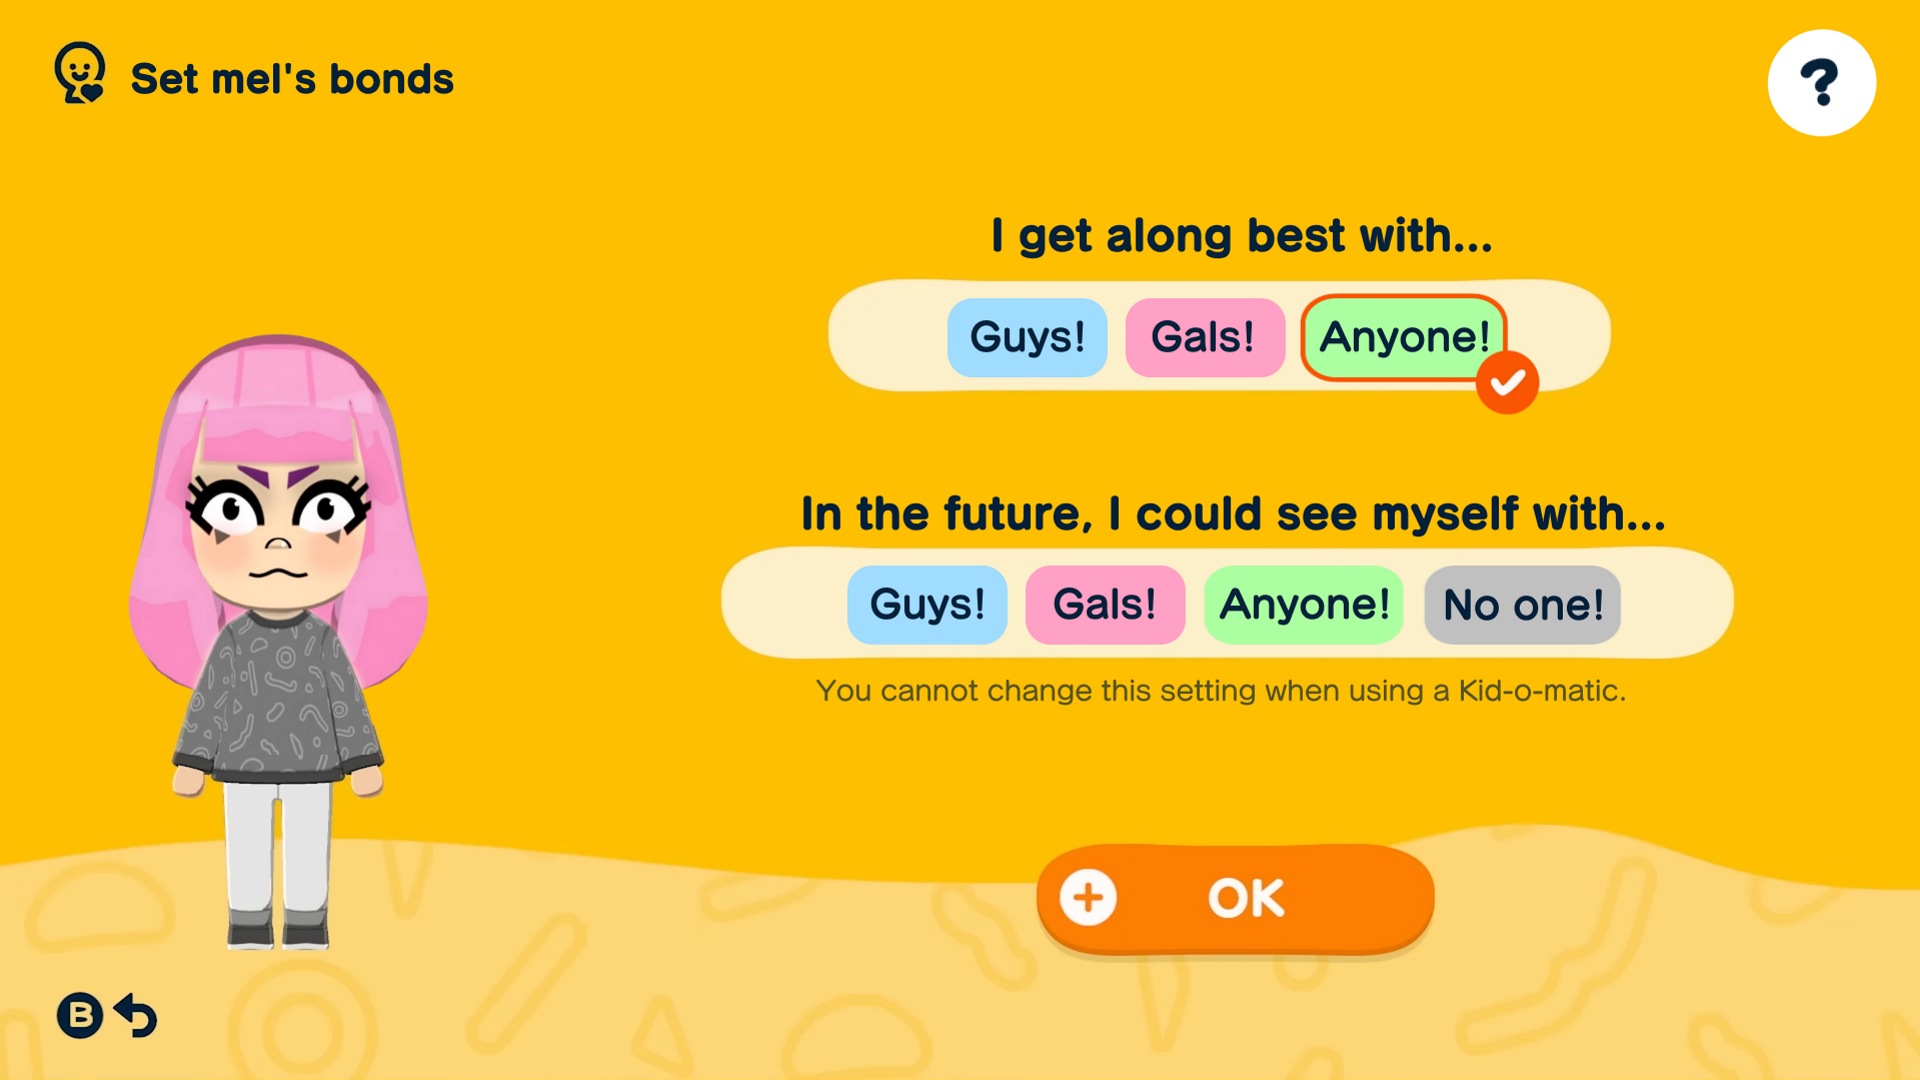 Set mel's bonds
?
I get along best with...
Guys! Gals! Anyone!
In the future, I could see myself with...
Guys! Gals! Anyone! No one!
You cannot change this setting when using a Kid-o-matic.
OK
B